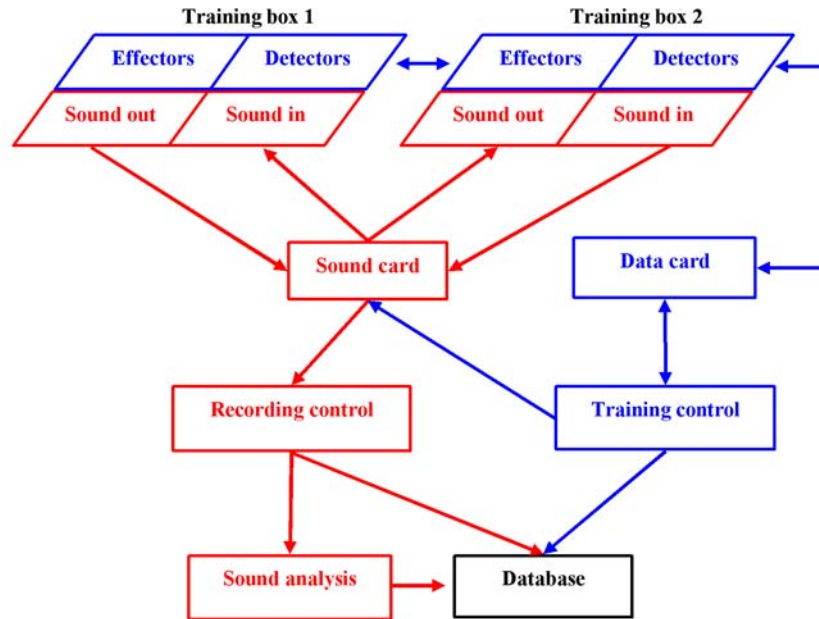 Training box 1
Training box 2
Effectors
Detectors
Effectors
Detectors
Sound out
Sound in
Sound out
Sound in
Sound card
Data card
Recording control
Training control
Sound analysis
Database